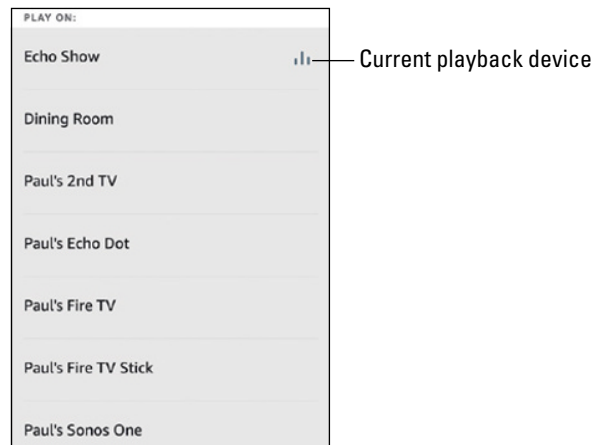 PLAY ON:
Echo Show
Current playback device
Dining Room
Paul's 2nd TV
Paul's Echo Dot
Paul's Fire TV
Paul's Fire TV Stick
Paul's Sonos One